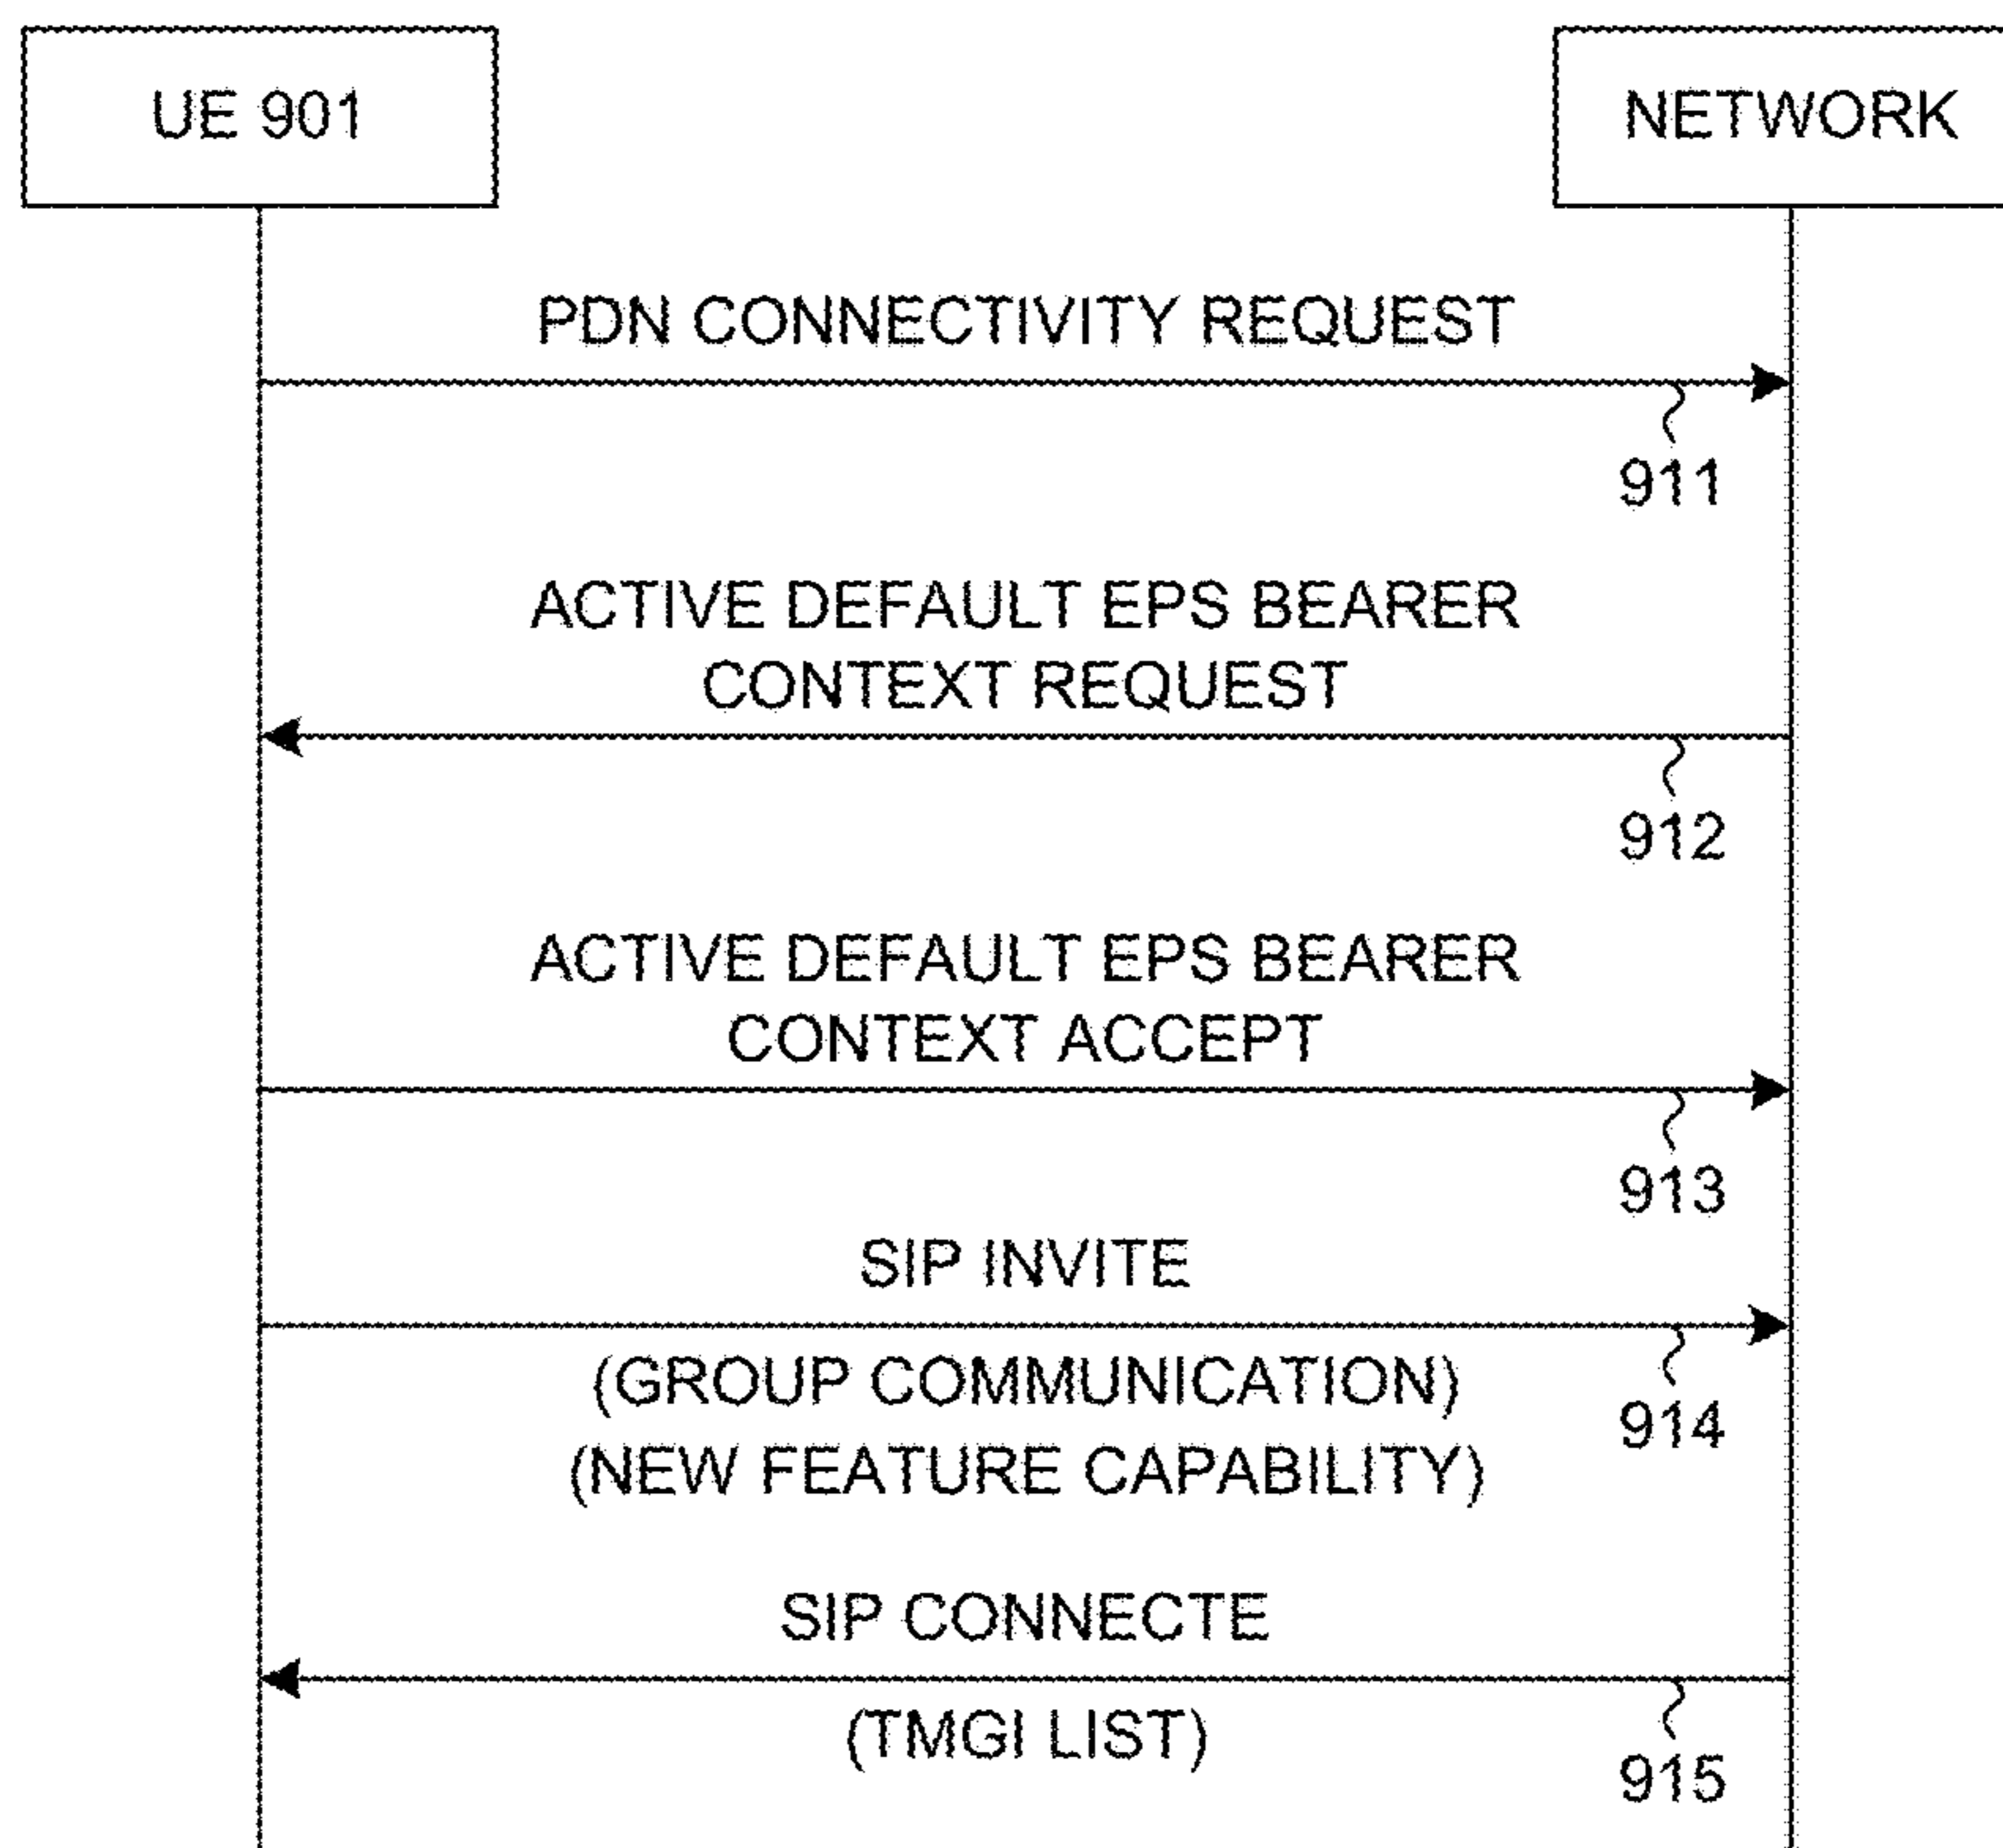 UE 901
NETWORK
PDN CONNECTIVITY REQUEST
911
ACTIVE DEFAULT EPS BEARER
CONTEXT REQUEST
912
ACTIVE DEFAULT EPS BEARER
CONTEXT ACCEPT
913
SIP INVITE
(GROUP COMMUNICATION)
914
(NEW FEATURE CAPABILITY)
SIP CONNECTE
(TMGI LIST)
915